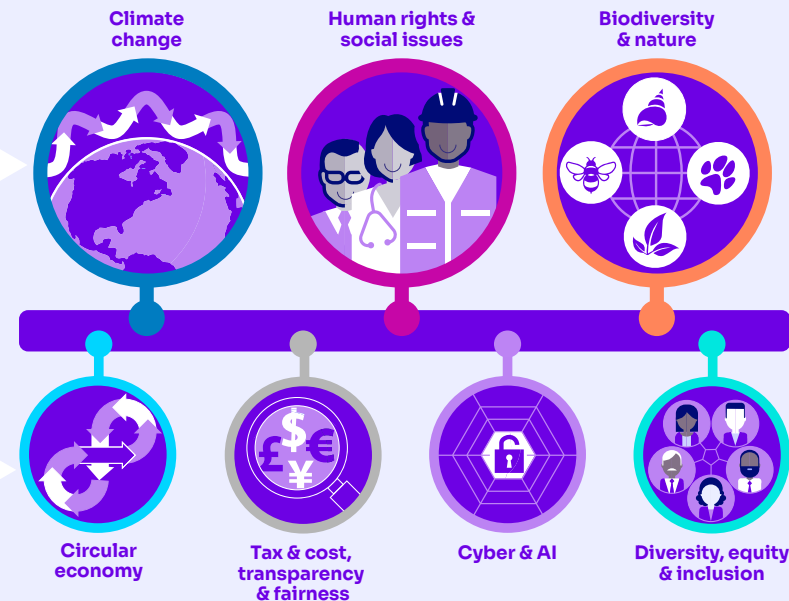 Climate
change
Human rights &
social issues
Biodiversity
& nature
$
£
€
¥
Circular
economy
Tax & cost,
transparency
& fairness
Cyber & AI
Diversity, equity
& inclusion